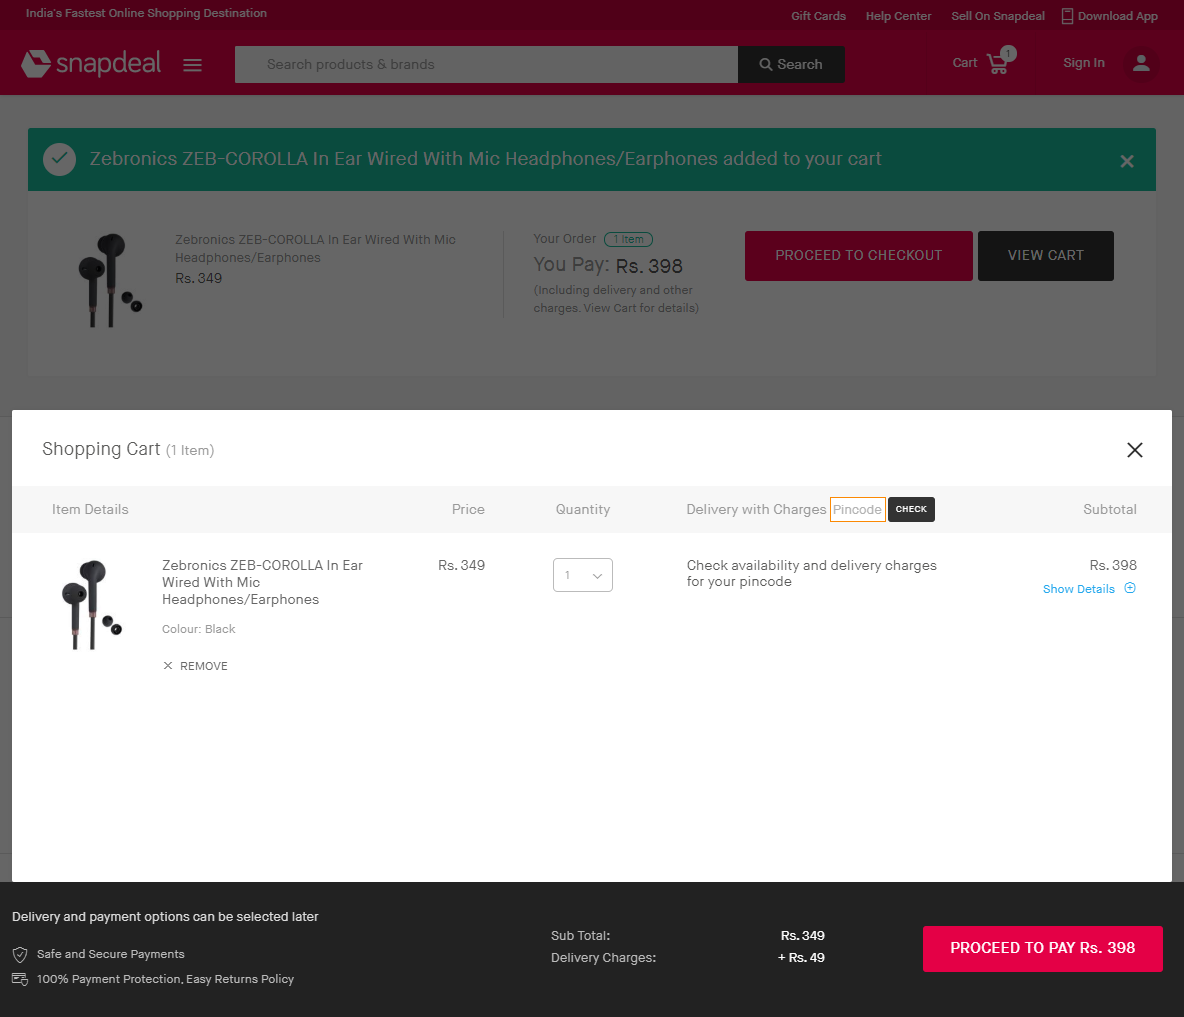 India's Fastest Online Shopping Destination
Gift Cards Help Center Sell On Snapdeal Download App
snapdeal
Search products & brands
Search
Cart 1
Sign In
Zebronics ZEB-COROLLA In Ear Wired With Mic Headphones/Earphones added to your cart
Zebronics ZEB-COROLLA In Ear Wired With Mic
Headphones/Earphones
Rs. 349
Your Order 1 Item
You Pay: Rs. 398
(Including delivery and other
charges. View Cart for details)
PROCEED TO CHECKOUT
VIEW CART
Shopping Cart (1 Item)
Item Details Price Quantity Delivery with Charges Pincode CHECK Subtotal
Zebronics ZEB-COROLLA In Ear
Wired With Mic
Headphones/Earphones
Colour: Black
REMOVE
Rs. 349
1
Check availability and delivery charges
for your pincode
Rs. 398
Show Details
Delivery and payment options can be selected later
Safe and Secure Payments
100% Payment Protection, Easy Returns Policy
Sub Total: Rs. 349
Delivery Charges: + Rs. 49
PROCEED TO PAY Rs. 398